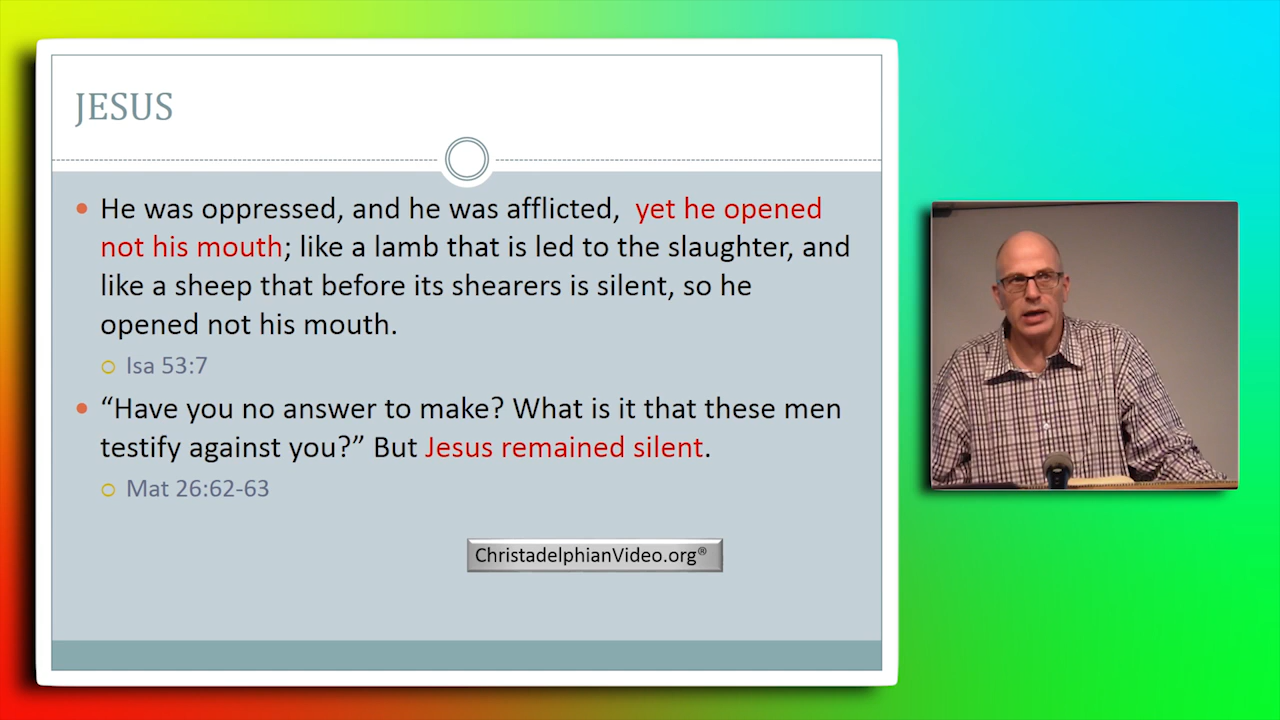 JESUS
He was oppressed, and he was afflicted, yet he opened
not his mouth; like a lamb that is led to the slaughter, and
like a sheep that before its shearers is silent, so he
opened not his mouth.
Isa 53:7
“Have you no answer to make? What is it that these men
testify against you?” But Jesus remained silent.
Mat 26:62-63
ChristadelphianVideo.org®